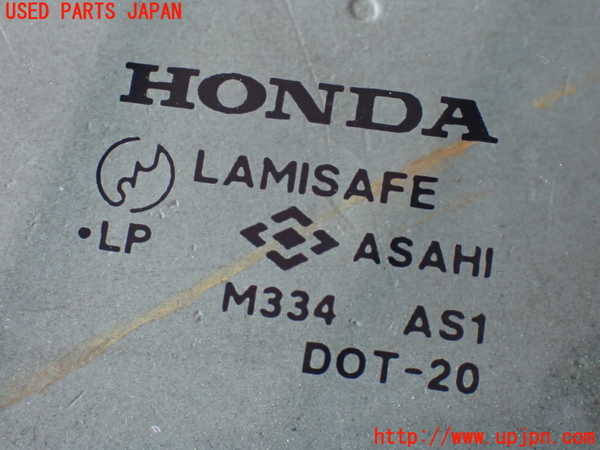 USED PARTS JAPAN
HONDA
LAMISAFE
•LP
ASAHI
M334 AS1
DOT-20
http://www.upjpn.com/